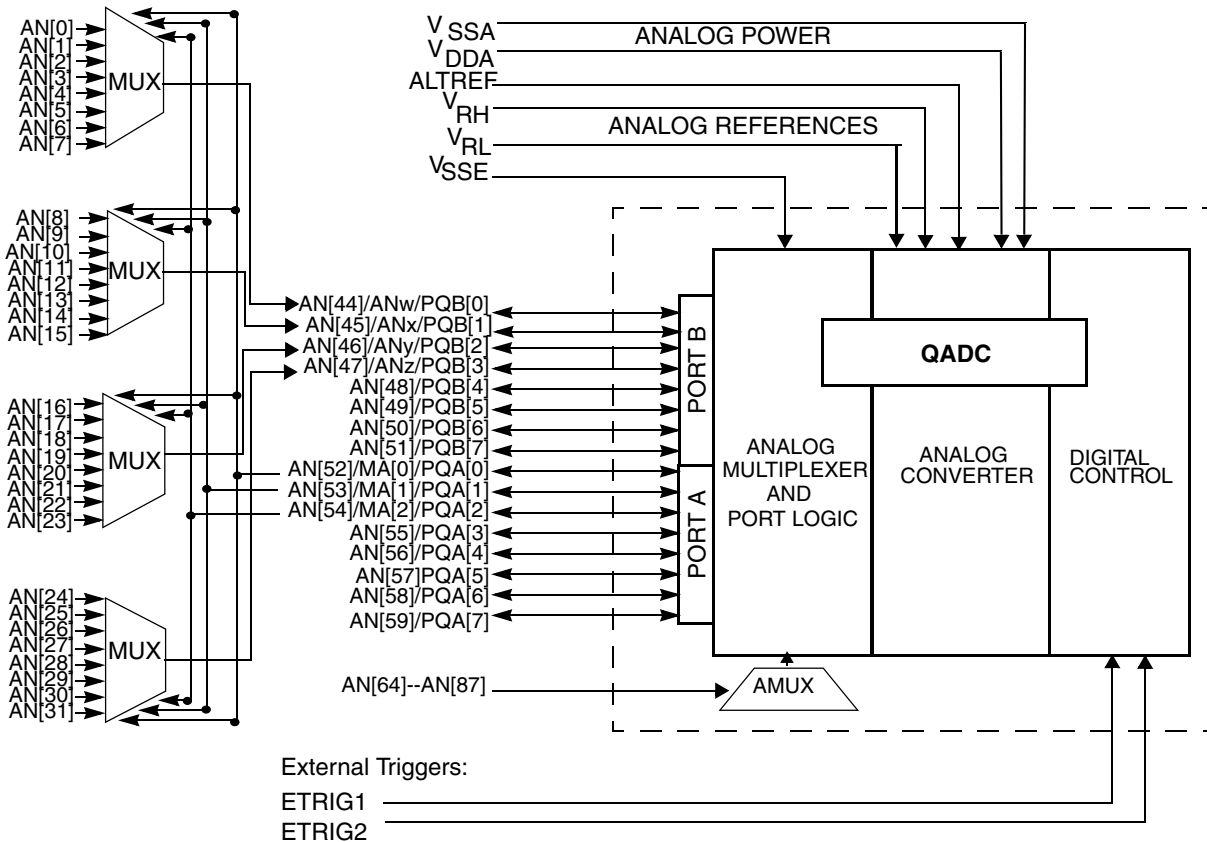 AN[0]
AN[1]
AN[2]
AN[3]
AN[4]
AN[5]
AN[6]
AN[7]
MUX
AN[8]
AN[9]
AN[10]
AN[11]
AN[12]
AN[13]
AN[14]
AN[15]
MUX
AN[16]
AN[17]
AN[18]
AN[19]
AN[20]
AN[21]
AN[22]
AN[23]
MUX
AN[24]
AN[25]
AN[26]
AN[27]
AN[28]
AN[29]
AN[30]
AN[31]
MUX
VSSA
VDDA
ANALOG POWER
ALTREF
VRH
VRL
ANALOG REFERENCES
VSSE
AN[44]/ANw/PQB[0]
AN[45]/ANx/PQB[1]
AN[46]/ANy/PQB[2]
AN[47]/ANz/PQB[3]
AN[48]/PQB[4]
AN[49]/PQB[5]
AN[50]/PQB[6]
AN[51]/PQB[7]
AN[52]/MA[0]/PQA[0]
AN[53]/MA[1]/PQA[1]
AN[54]/MA[2]/PQA[2]
AN[55]/PQA[3]
AN[56]/PQA[4]
AN[57]PQA[5]
AN[58]/PQA[6]
AN[59]/PQA[7]
PORT B
PORT A
QADC
ANALOG
MULTIPLEXER
AND
PORT LOGIC
ANALOG
CONVERTER
DIGITAL
CONTROL
AN[64]--AN[87]
AMUX
External Triggers:
ETRIG1
ETRIG2